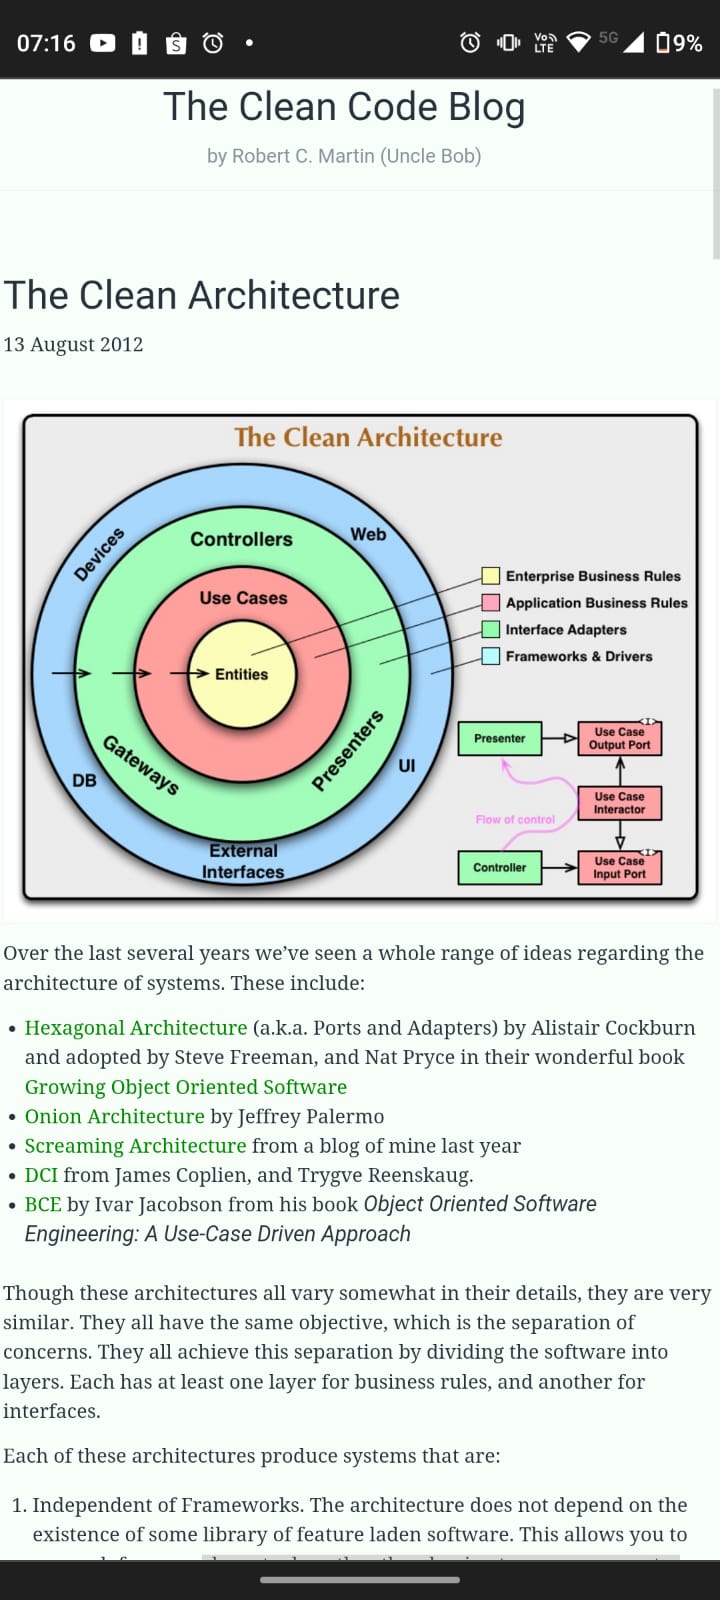 07:16
VoD)
LTE
5G
9%
The Clean Code Blog
by Robert C. Martin (Uncle Bob)
The Clean Architecture
13 August 2012
The Clean Architecture
Devices
Controllers
Web
Use Cases
Entities
Gateways
Presenters
DB
UI
External
Interfaces
Enterprise Business Rules
Application Business Rules
Interface Adapters
Frameworks & Drivers
Presenter
<I>
Use Case
Output Port
Flow of control
Use Case
Interactor
Controller
<I>
Use Case
Input Port
Over the last several years we’ve seen a whole range of ideas regarding the
architecture of systems. These include:
• Hexagonal Architecture (a.k.a. Ports and Adapters) by Alistair Cockburn
and adopted by Steve Freeman, and Nat Pryce in their wonderful book
Growing Object Oriented Software
• Onion Architecture by Jeffrey Palermo
• Screaming Architecture from a blog of mine last year
• DCI from James Coplien, and Trygve Reenskaug.
• BCE by Ivar Jacobson from his book Object Oriented Software
Engineering: A Use-Case Driven Approach
Though these architectures all vary somewhat in their details, they are very
similar. They all have the same objective, which is the separation of
concerns. They all achieve this separation by dividing the software into
layers. Each has at least one layer for business rules, and another for
interfaces.
Each of these architectures produce systems that are:
1. Independent of Frameworks. The architecture does not depend on the
existence of some library of feature laden software. This allows you to